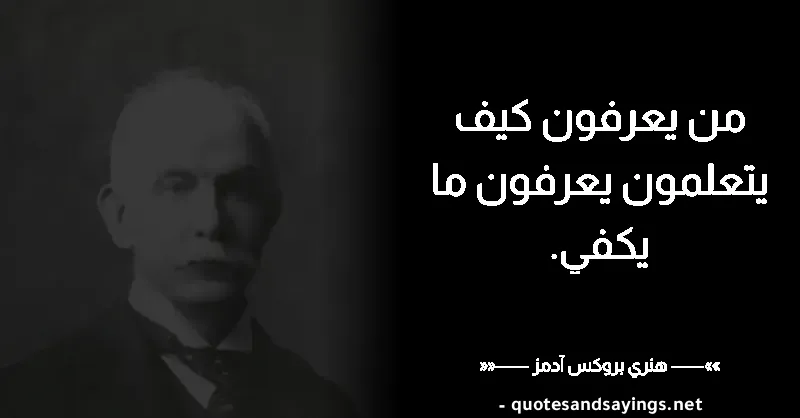 من يعرفون كيف
يتعلمون يعرفون ما
يكفي.
»»—— هنري بروكس آدمز ——««
- quotesandsayings.net